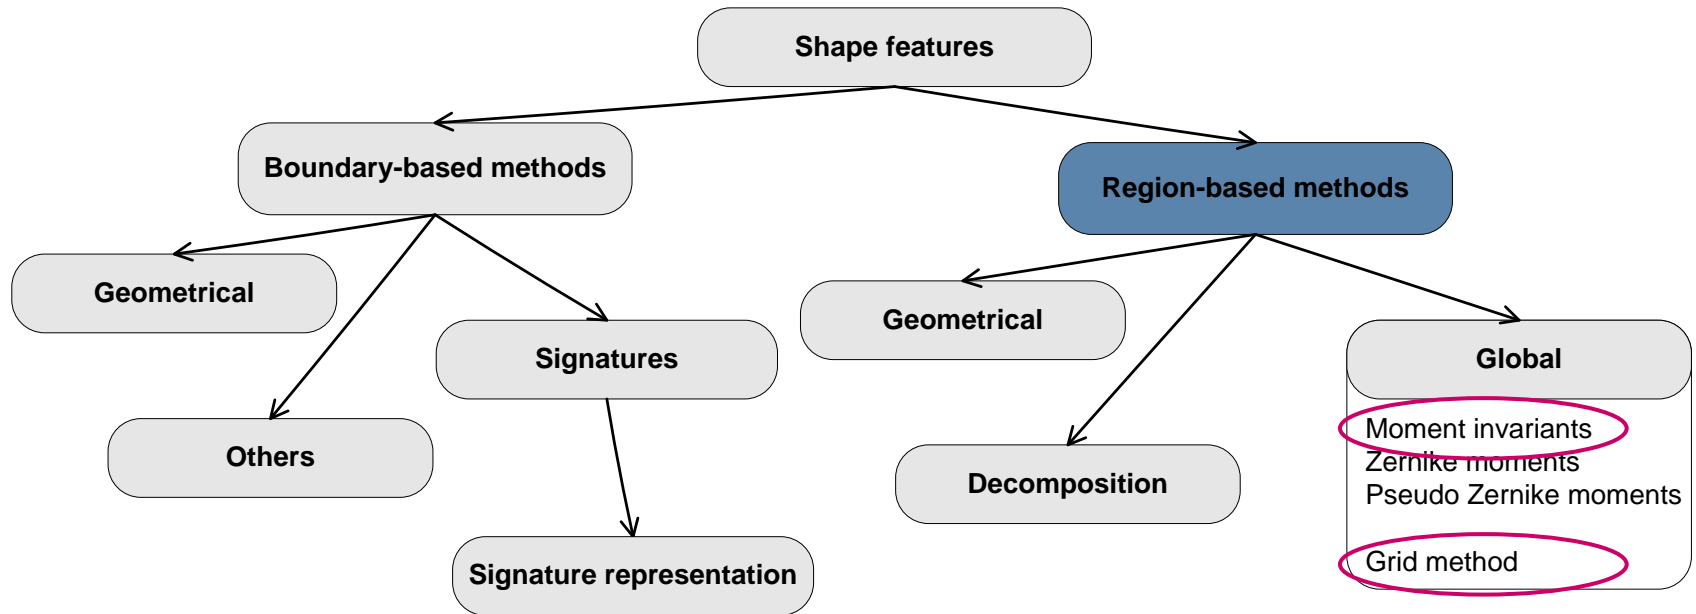 Shape features
Boundary-based methods
Region-based methods
Geometrical
Geometrical
Signatures
Global
Others
Decomposition
Moment invariants
Zernike moments
Pseudo Zernike moments
Grid method
Signature representation